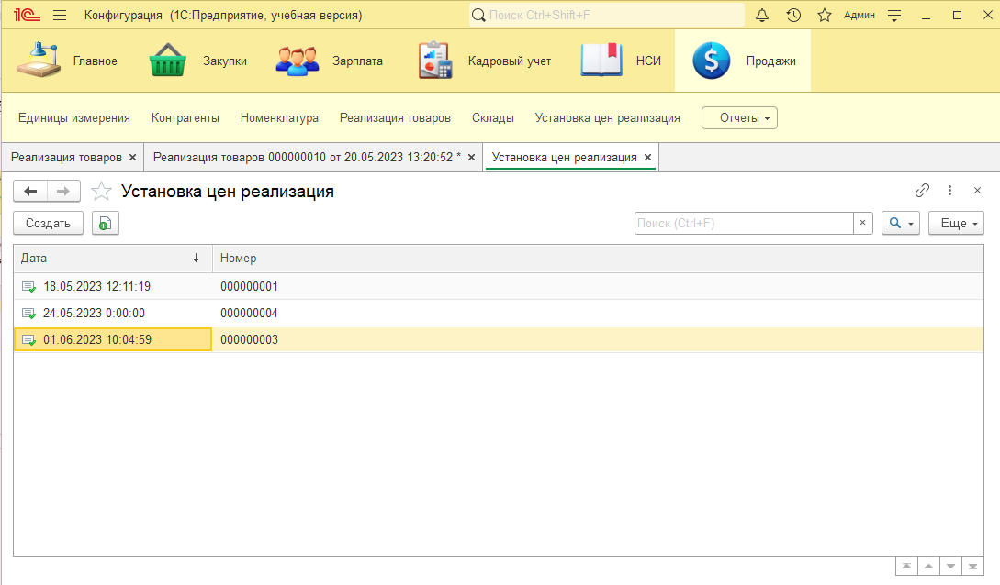 1С Конфигурация (1С:Предприятие, учебная версия) Поиск Ctrl+Shift+F Админ
Главное Закупки Зарплата Кадровый учет НСИ Продажи
Единицы измерения Контрагенты Номенклатура Реализация товаров Склады Установка цен реализация Отчеты
Реализация товаров × Реализация товаров 000000010 от 20.05.2023 13:20:52 * × Установка цен реализация ×
Установка цен реализация
Создать Поиск (Ctrl+F) × Еще
Дата ↓ Номер
18.05.2023 12:11:19 000000001
24.05.2023 0:00:00 000000004
01.06.2023 10:04:59 000000003